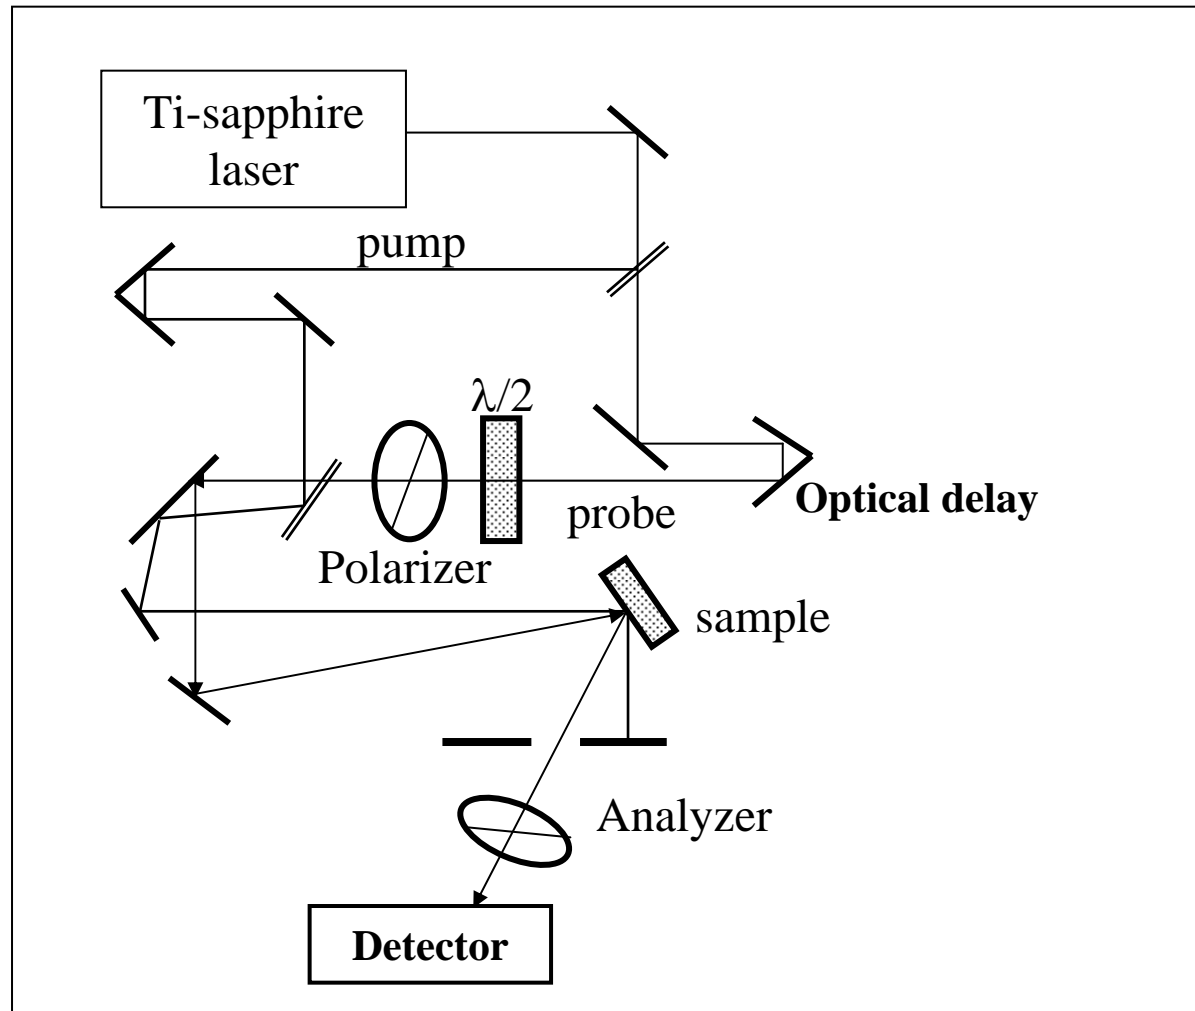 Ti-sapphire
laser
pump
λ/2
Optical delay
probe
Polarizer
sample
Analyzer
Detector